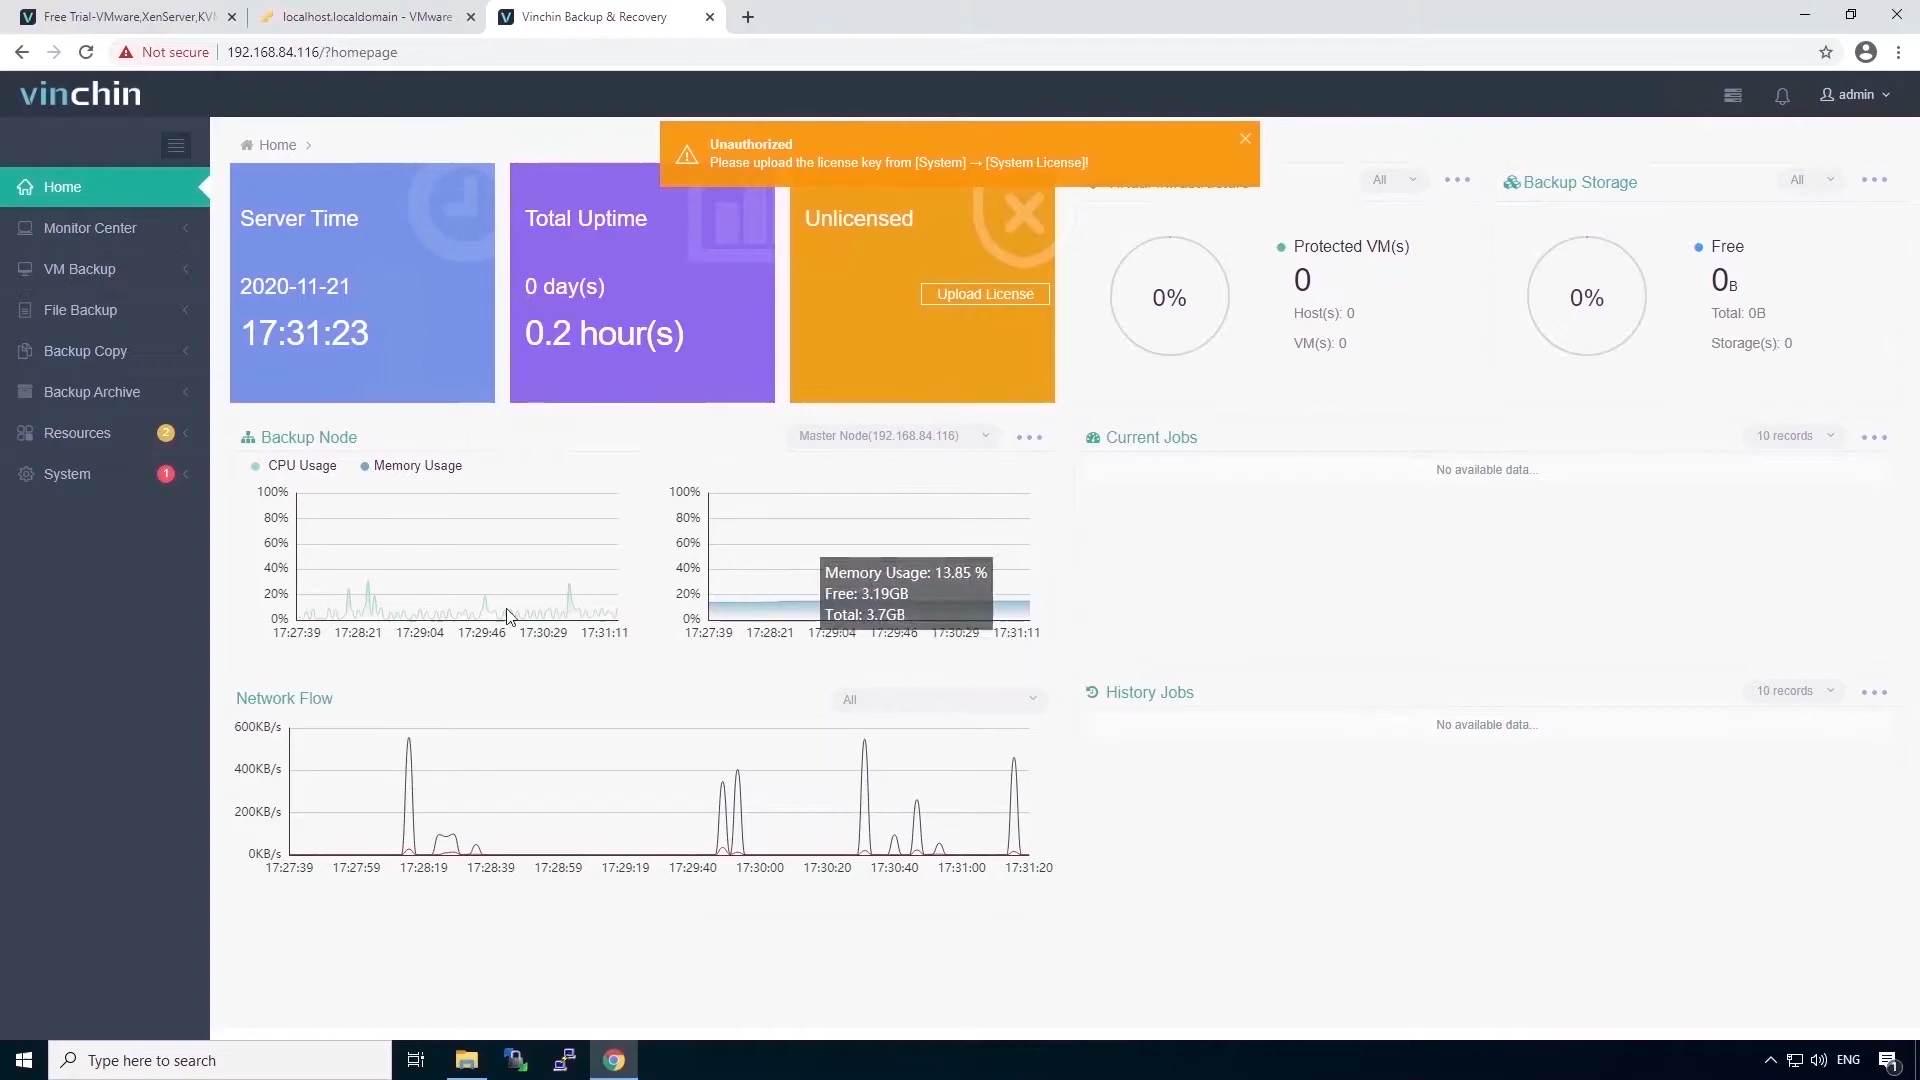 Free Trial-VMware,XenServer,KV
localhost.localdomain - VMware
Vinchin Backup & Recovery
Not secure
192.168.84.116/?homepage
vinchin
admin
Home
Unauthorized
Please upload the license key from [System] → [System License]!
Home
Monitor Center
VM Backup
File Backup
Backup Copy
Backup Archive
Resources
2
System
1
Server Time
2020-11-21
17:31:23
Total Uptime
0 day(s)
0.2 hour(s)
Unlicensed
Upload License
All
0%
Protected VM(s)
0
Host(s): 0
VM(s): 0
Backup Storage
All
0%
Free
0B
Total: 0B
Storage(s): 0
Backup Node
Master Node(192.168.84.116)
CPU Usage
Memory Usage
100%
80%
60%
40%
20%
0%
17:27:39 17:28:21 17:29:04 17:29:46 17:30:29 17:31:11
100%
80%
60%
40%
20%
0%
Memory Usage: 13.85 %
Free: 3.19GB
Total: 3.7GB
17:27:39 17:28:21 17:29:04 17:29:46 17:30:29 17:31:11
Current Jobs
10 records
No available data...
Network Flow
All
600KB/s
400KB/s
200KB/s
0KB/s
17:27:39 17:27:59 17:28:19 17:28:39 17:28:59 17:29:19 17:29:40 17:30:00 17:30:20 17:30:40 17:31:00 17:31:20
History Jobs
10 records
No available data...
Type here to search
ENG
1